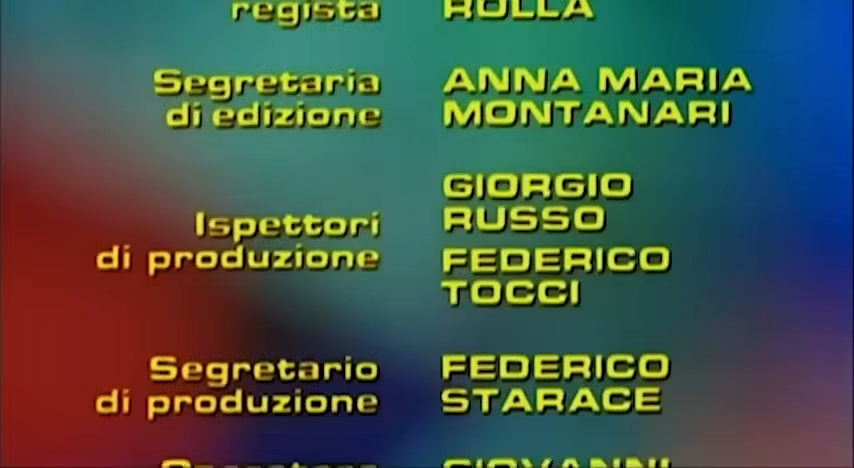 regista ROLLA
Segretaria ANNA MARIA
di edizione MONTANARI
GIORGIO
Ispettori RUSSO
di produzione FEDERICO
TOCCI
Segretario FEDERICO
di produzione STARACE
GIOVANNI